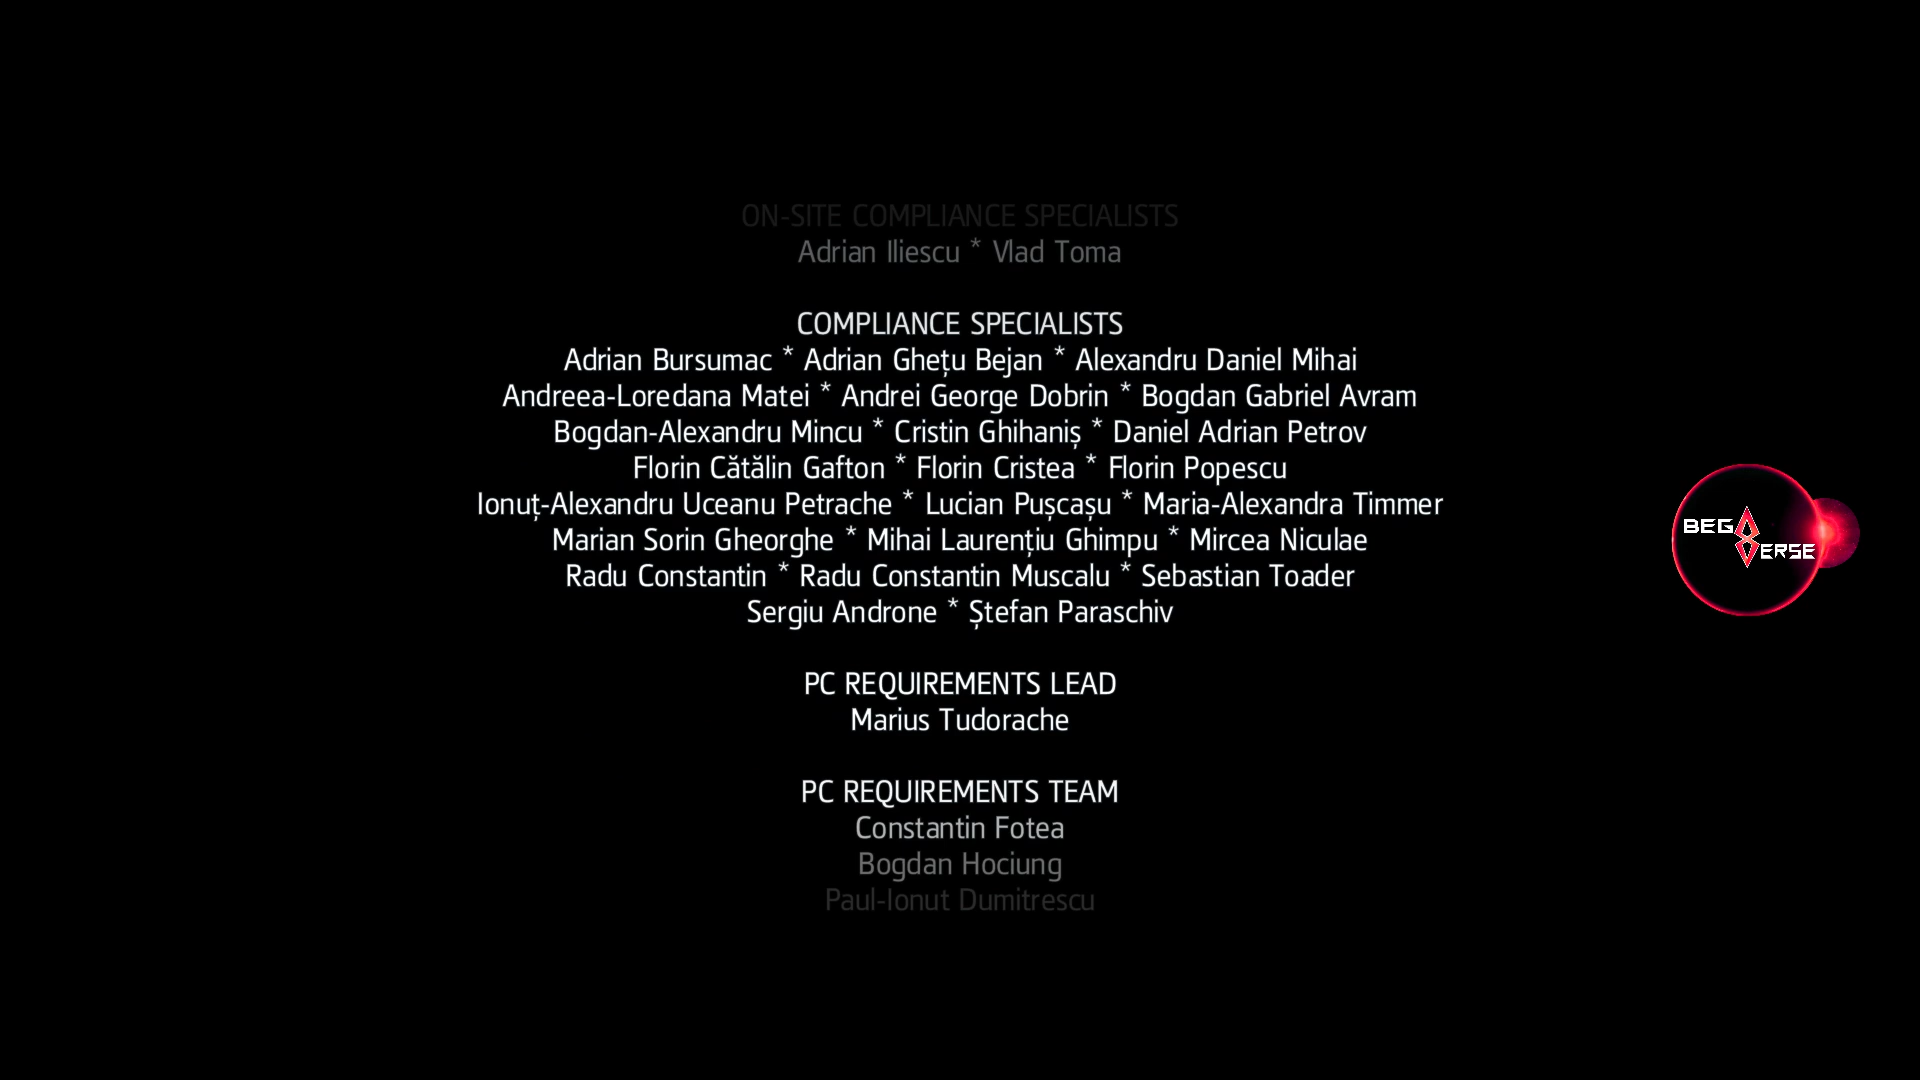 ON-SITE COMPLIANCE SPECIALISTS
Adrian Iliescu * Vlad Toma
COMPLIANCE SPECIALISTS
Adrian Bursumac * Adrian Ghețu Bejan * Alexandru Daniel Mihai
Andreea-Loredana Matei * Andrei George Dobrin * Bogdan Gabriel Avram
Bogdan-Alexandru Mincu * Cristin Ghihaniș * Daniel Adrian Petrov
Florin Cătălin Gafton * Florin Cristea * Florin Popescu
Ionuț-Alexandru Uceanu Petrache * Lucian Pușcașu * Maria-Alexandra Timmer
Marian Sorin Gheorghe * Mihai Laurențiu Ghimpu * Mircea Niculae
Radu Constantin * Radu Constantin Muscalu * Sebastian Toader
Sergiu Androne * Ștefan Paraschiv
PC REQUIREMENTS LEAD
Marius Tudorache
PC REQUIREMENTS TEAM
Constantin Fotea
Bogdan Hociung
Paul-Ionut Dumitrescu
BEGA
VERSE